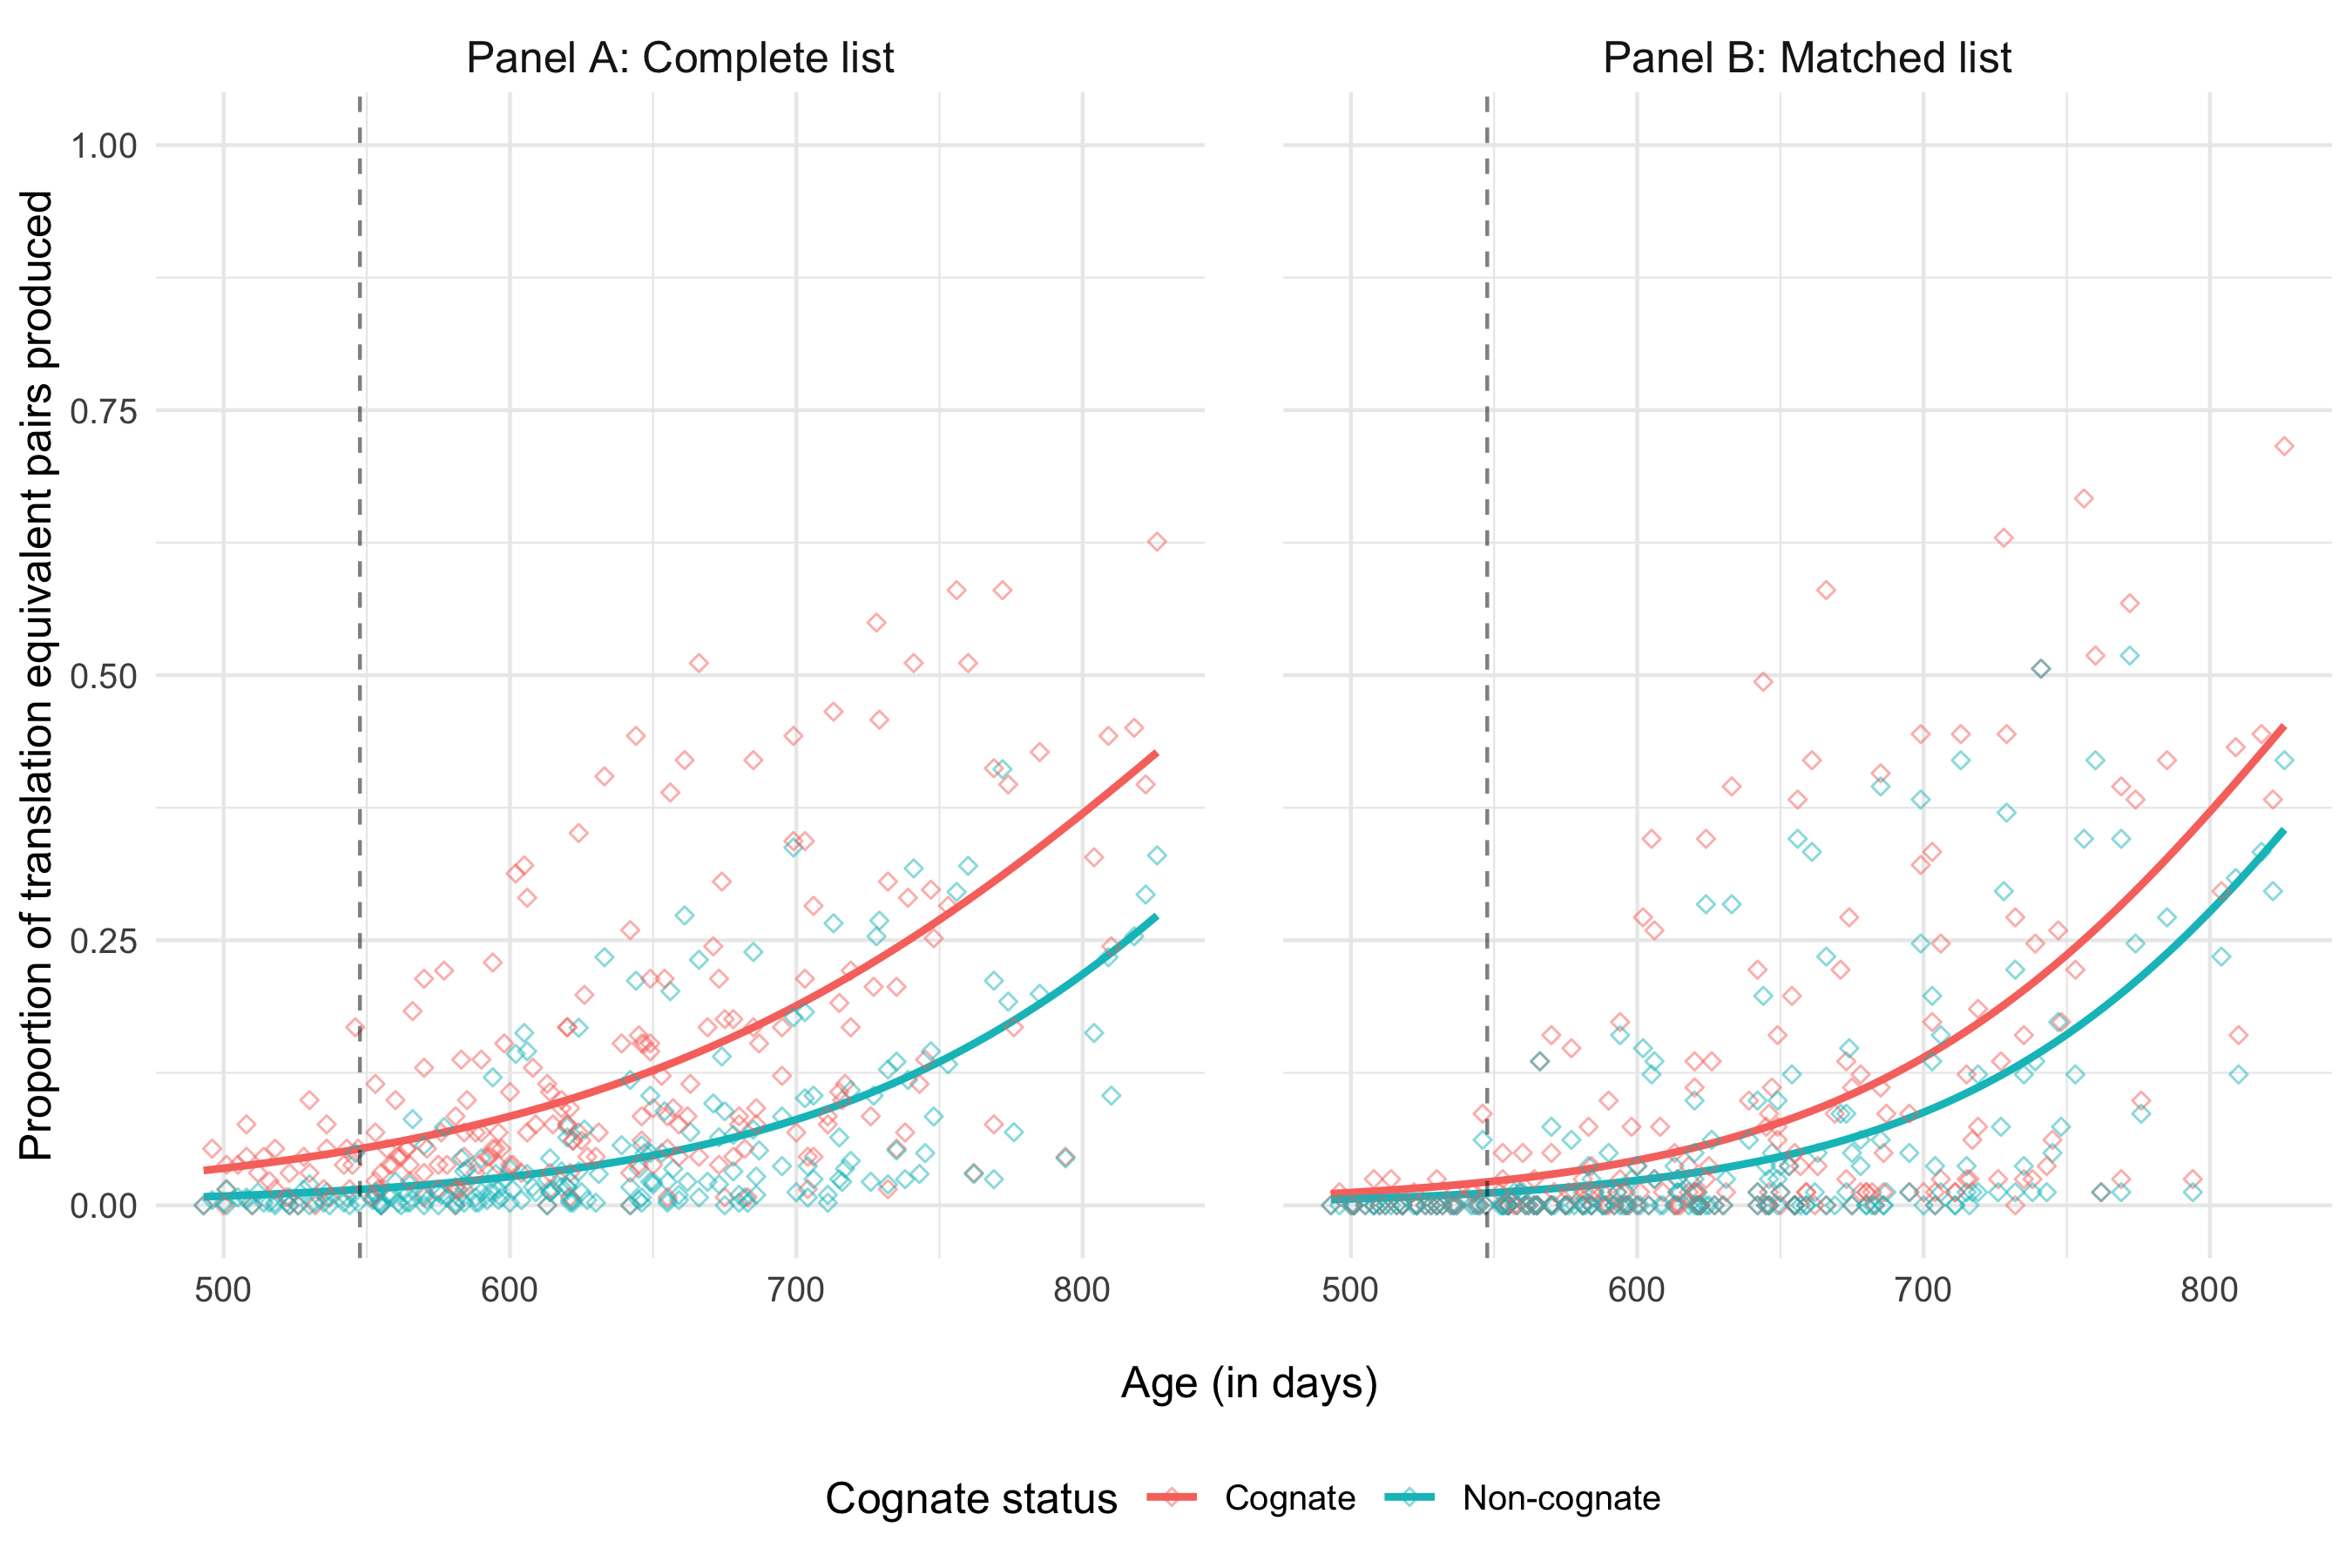 Panel A: Complete list
Panel B: Matched list
Proportion of translation equivalent pairs produced
1.00
0.75
0.50
0.25
0.00
500 600 700 800
500 600 700 800
Age (in days)
Cognate status Cognate Non-cognate